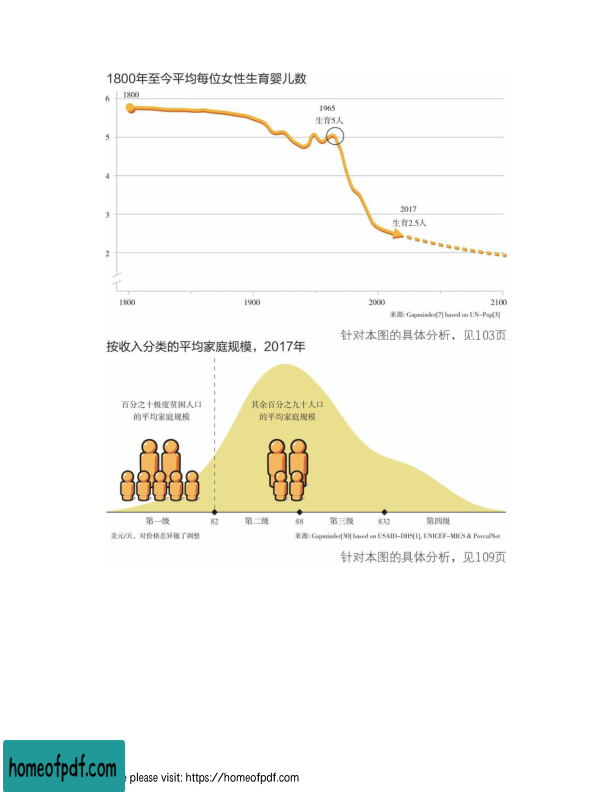 1800年至今平均每位女性生育婴儿数
6
1800
1965
生育5人
5
4
3
2017
生育2.5人
2
1800
1900
2000
2100
来源: Gapminder[7] based on UN-Pop[3]
针对本图的具体分析，见103页
按收入分类的平均家庭规模，2017年
百分之十极度贫困人口
的平均家庭规模
其余百分之九十人口
的平均家庭规模
第一级 $2 第二级 $8 第三级 $32 第四级
美元/天，对价格差异做了调整
来源: Gapminder[30] based on USAID-DHS[1], UNICEF-MICS & PovcalNet
针对本图的具体分析，见109页
homeofpdf.com
please visit: https://homeofpdf.com